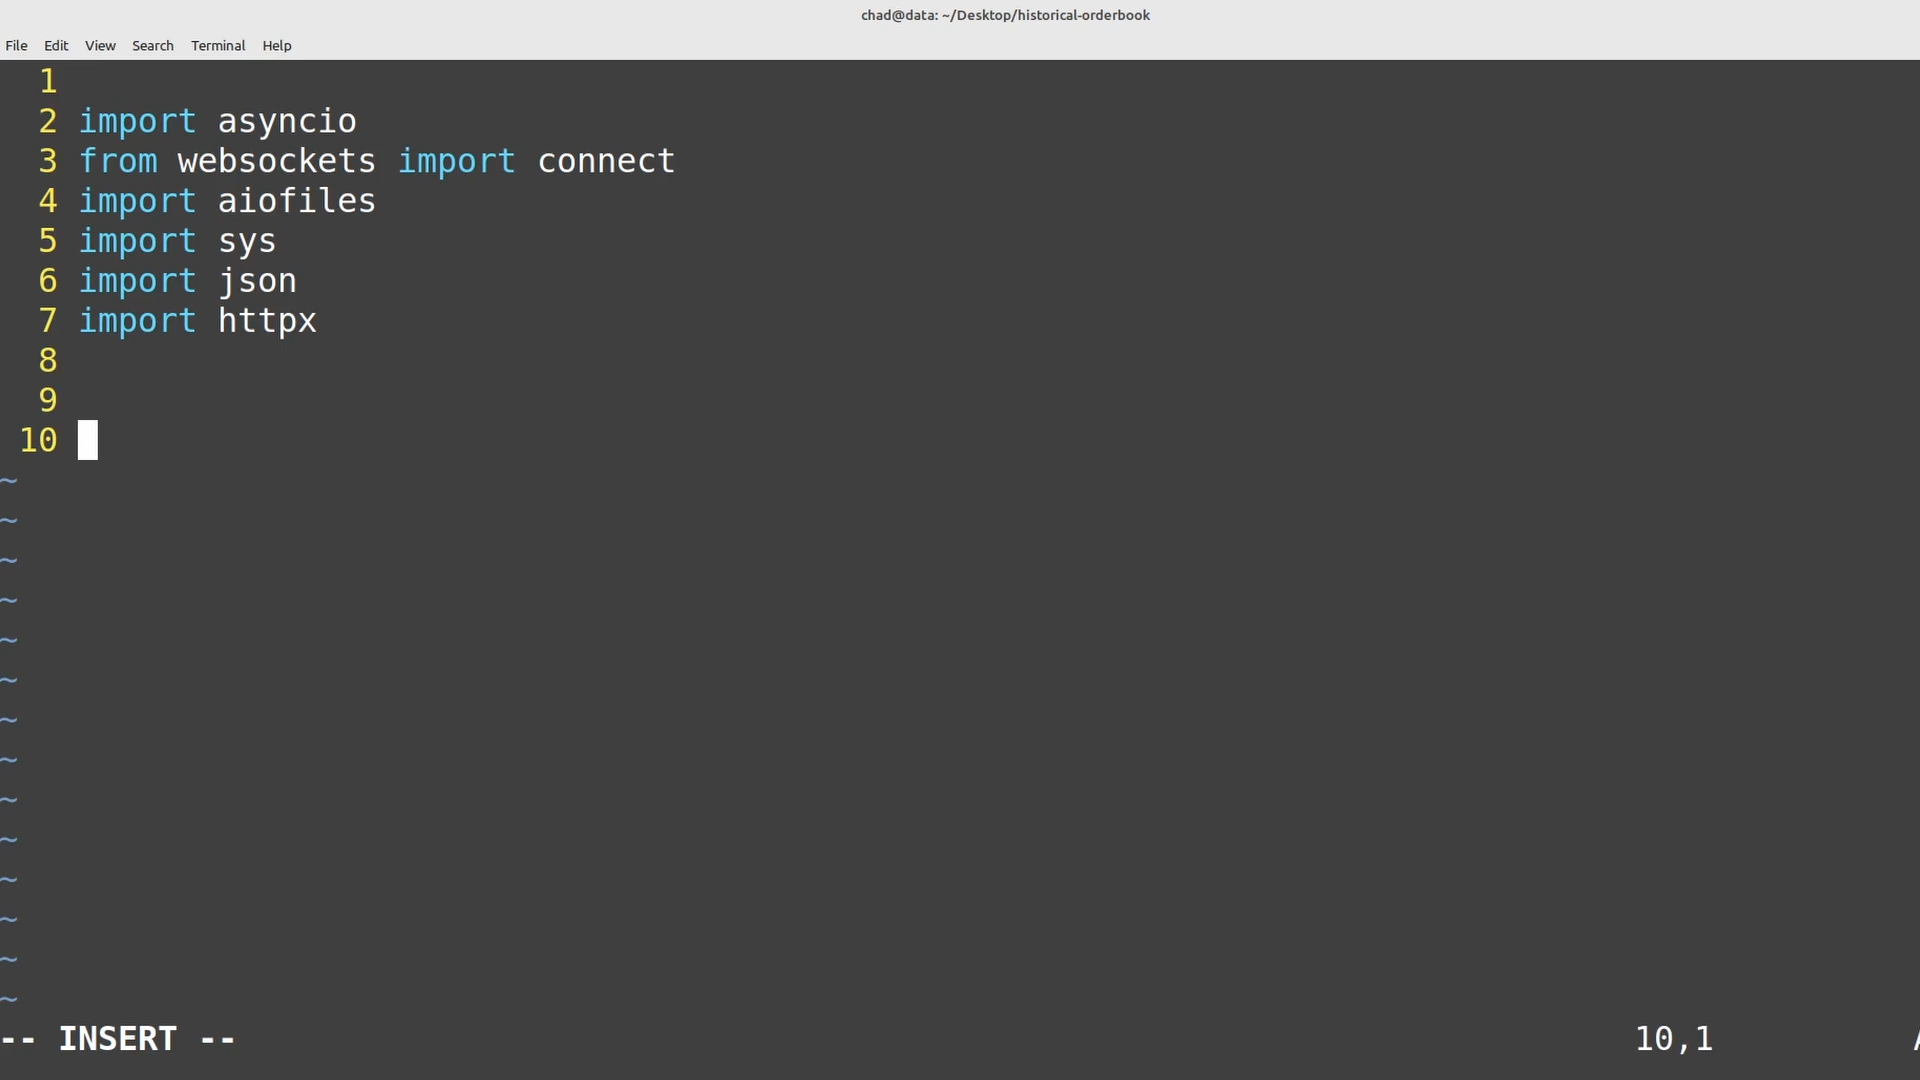 chad@data: ~/Desktop/historical-orderbook
File Edit View Search Terminal Help
1
2 import asyncio
3 from websockets import connect
4 import aiofiles
5 import sys
6 import json
7 import httpx
8
9
10
~
~
~
~
~
~
~
~
~
~
~
~
~
~
-- INSERT -- 10,1